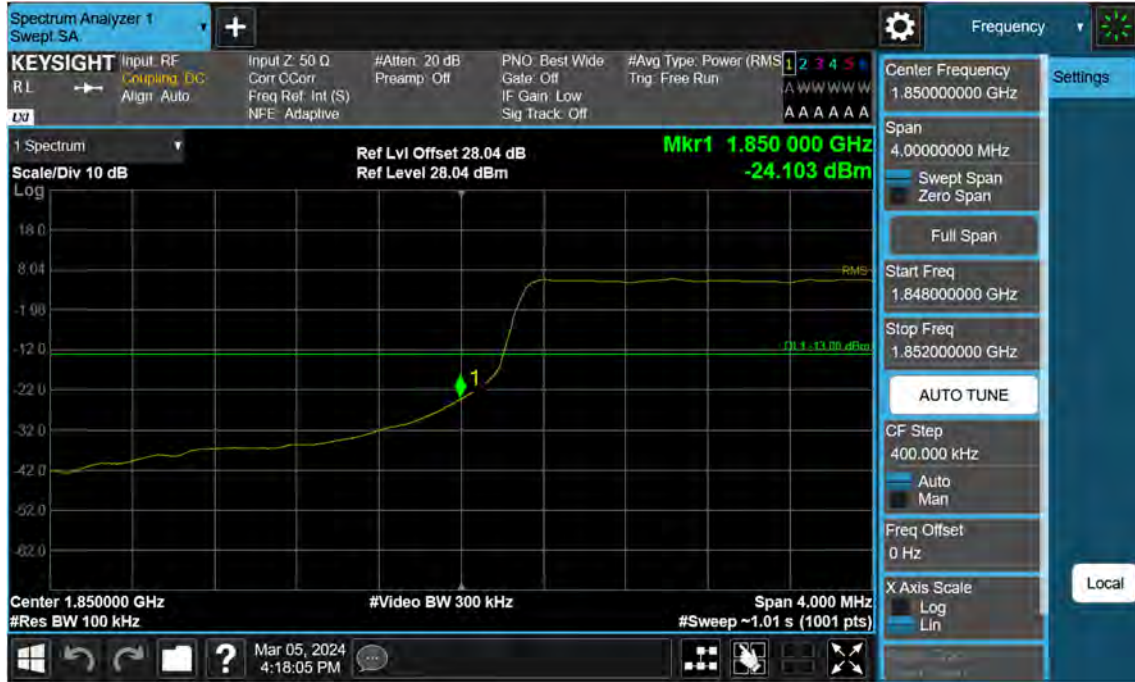 Spectrum Analyzer 1
Swept SA
Frequency
KEYSIGHT
Input: RF
Input Z: 50 Ω
#Atten: 20 dB
PNO: Best Wide
#Avg Type: Power (RMS
1 2 3 4 5 6
RL
Coupling: DC
Corr CCorr
Preamp: Off
Gate: Off
Trig: Free Run
A W W W W W
Align: Auto
Freq Ref: Int (S)
IF Gain: Low
LXI
NFE: Adaptive
Sig Track: Off
A A A A A A
1 Spectrum
Ref Lvl Offset 28.04 dB
Mkr1 1.850 000 GHz
Scale/Div 10 dB
Ref Level 28.04 dBm
-24.103 dBm
Log
18.0
8.04
RMS
-1.96
-12.0
DL1 -13.00 dBm
1
-22.0
-32.0
-42.0
-52.0
-62.0
Center 1.850000 GHz
#Video BW 300 kHz
Span 4.000 MHz
#Res BW 100 kHz
#Sweep ~1.01 s (1001 pts)
?
Mar 05, 2024
4:18:05 PM
Center Frequency
1.850000000 GHz
Settings
Span
4.00000000 MHz
Swept Span
Zero Span
Full Span
Start Freq
1.848000000 GHz
Stop Freq
1.852000000 GHz
AUTO TUNE
CF Step
400.000 kHz
Auto
Man
Freq Offset
0 Hz
X Axis Scale
Log
Lin
Local